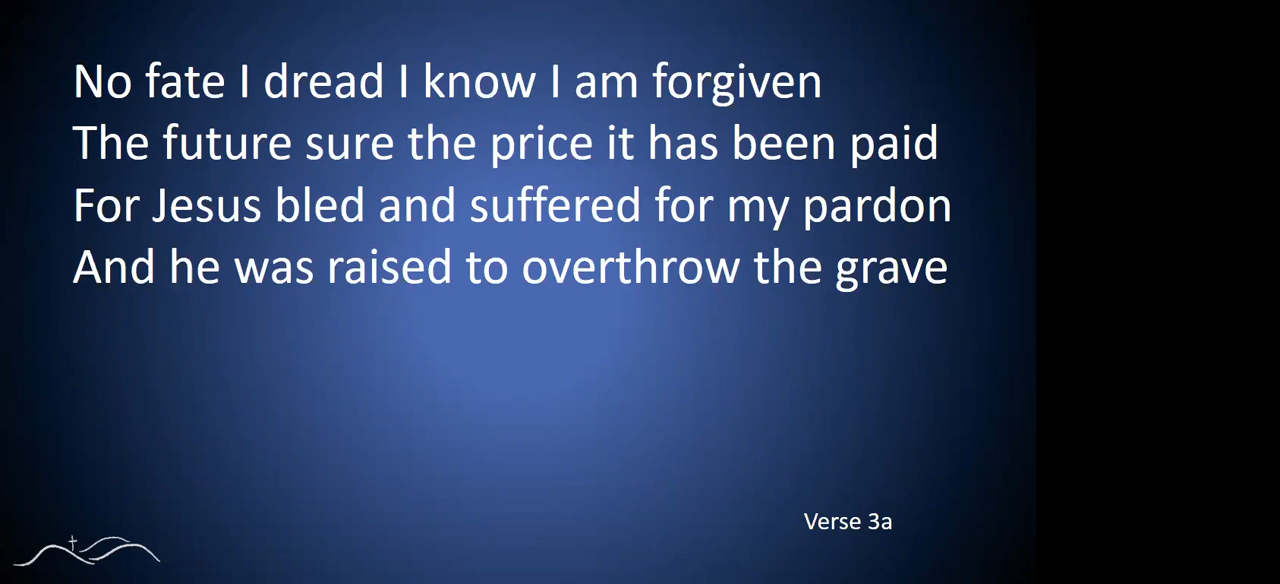 No fate I dread I know I am forgiven
The future sure the price it has been paid
For Jesus bled and suffered for my pardon
And he was raised to overthrow the grave
Verse 3a